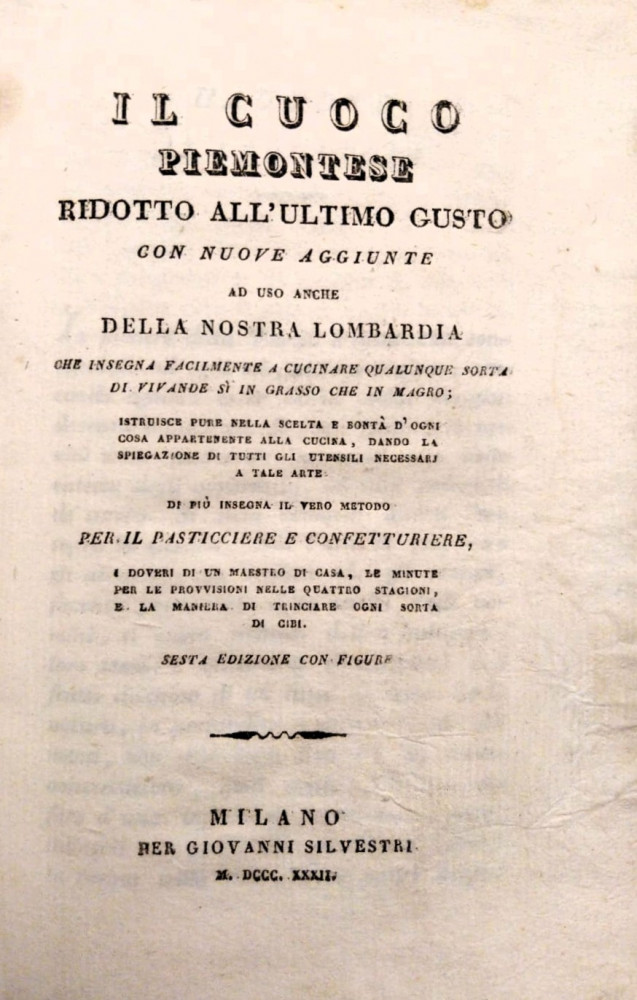 IL CUOCO
PIEMONTESE
RIDOTTO ALL'ULTIMO GUSTO
CON NUOVE AGGIUNTE
AD USO ANCHE
DELLA NOSTRA LOMBARDIA
CHE INSEGNA FACILMENTE A CUCINARE QUALUNQUE SORTA
DI VIVANDE SÌ IN GRASSO CHE IN MAGRO;
ISTRUISCE PURE NELLA SCELTA E BONTÀ D'OGNI
COSA APPARTENENTE ALLA CUCINA, DANDO LA
SPIEGAZIONE DI TUTTI GLI UTENSILI NECESSARJ
A TALE ARTE
DI PIÙ INSEGNA IL VERO METODO
PER IL PASTICCIERE E CONFETTURIERE,
I DOVERI DI UN MAESTRO DI CASA, LE MINUTE
PER LE PROVVISIONI NELLE QUATTRO STAGIONI,
E LA MANIERA DI TRINCIARE OGNI SORTA
DI CIBI.
SESTA EDIZIONE CON FIGURE
MILANO
PER GIOVANNI SILVESTRI
M. DCCC. XXXII.